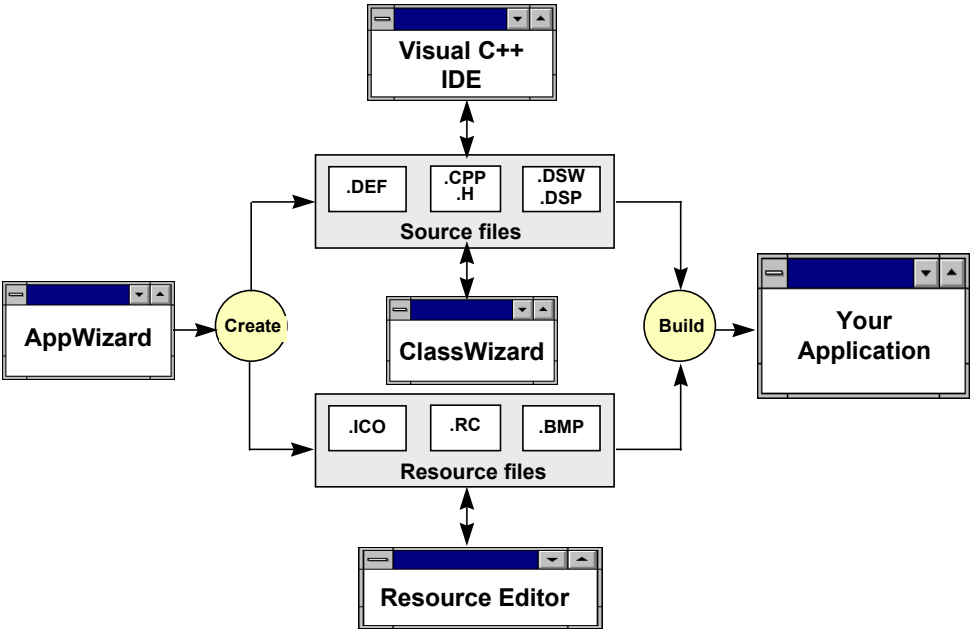 Visual C++
IDE
.DEF
.CPP
.H
.DSW
.DSP
Source files
AppWizard
Create
ClassWizard
Build
Your
Application
.ICO
.RC
.BMP
Resource files
Resource Editor